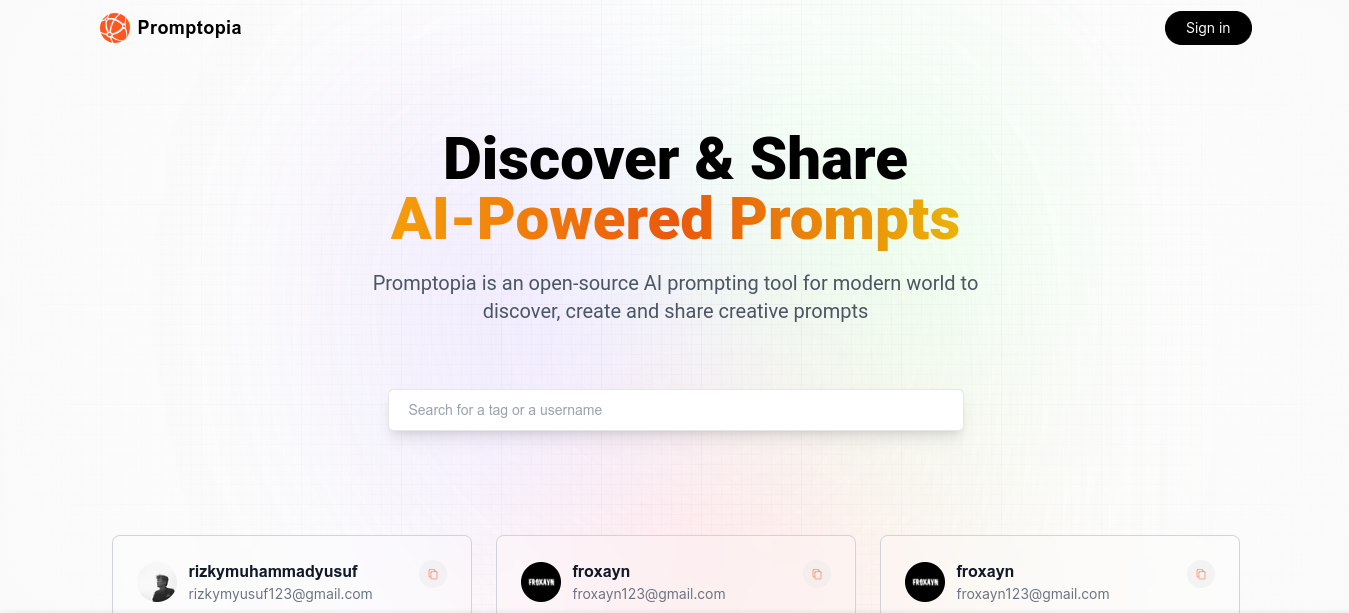 Promptopia
Sign in
Discover & Share
AI-Powered Prompts
Promptopia is an open-source AI prompting tool for modern world to
discover, create and share creative prompts
Search for a tag or a username
rizkymuhammadyusuf
rizkymyusuf123@gmail.com
FROXAYN
froxayn
froxayn123@gmail.com
FROXAYN
froxayn
froxayn123@gmail.com